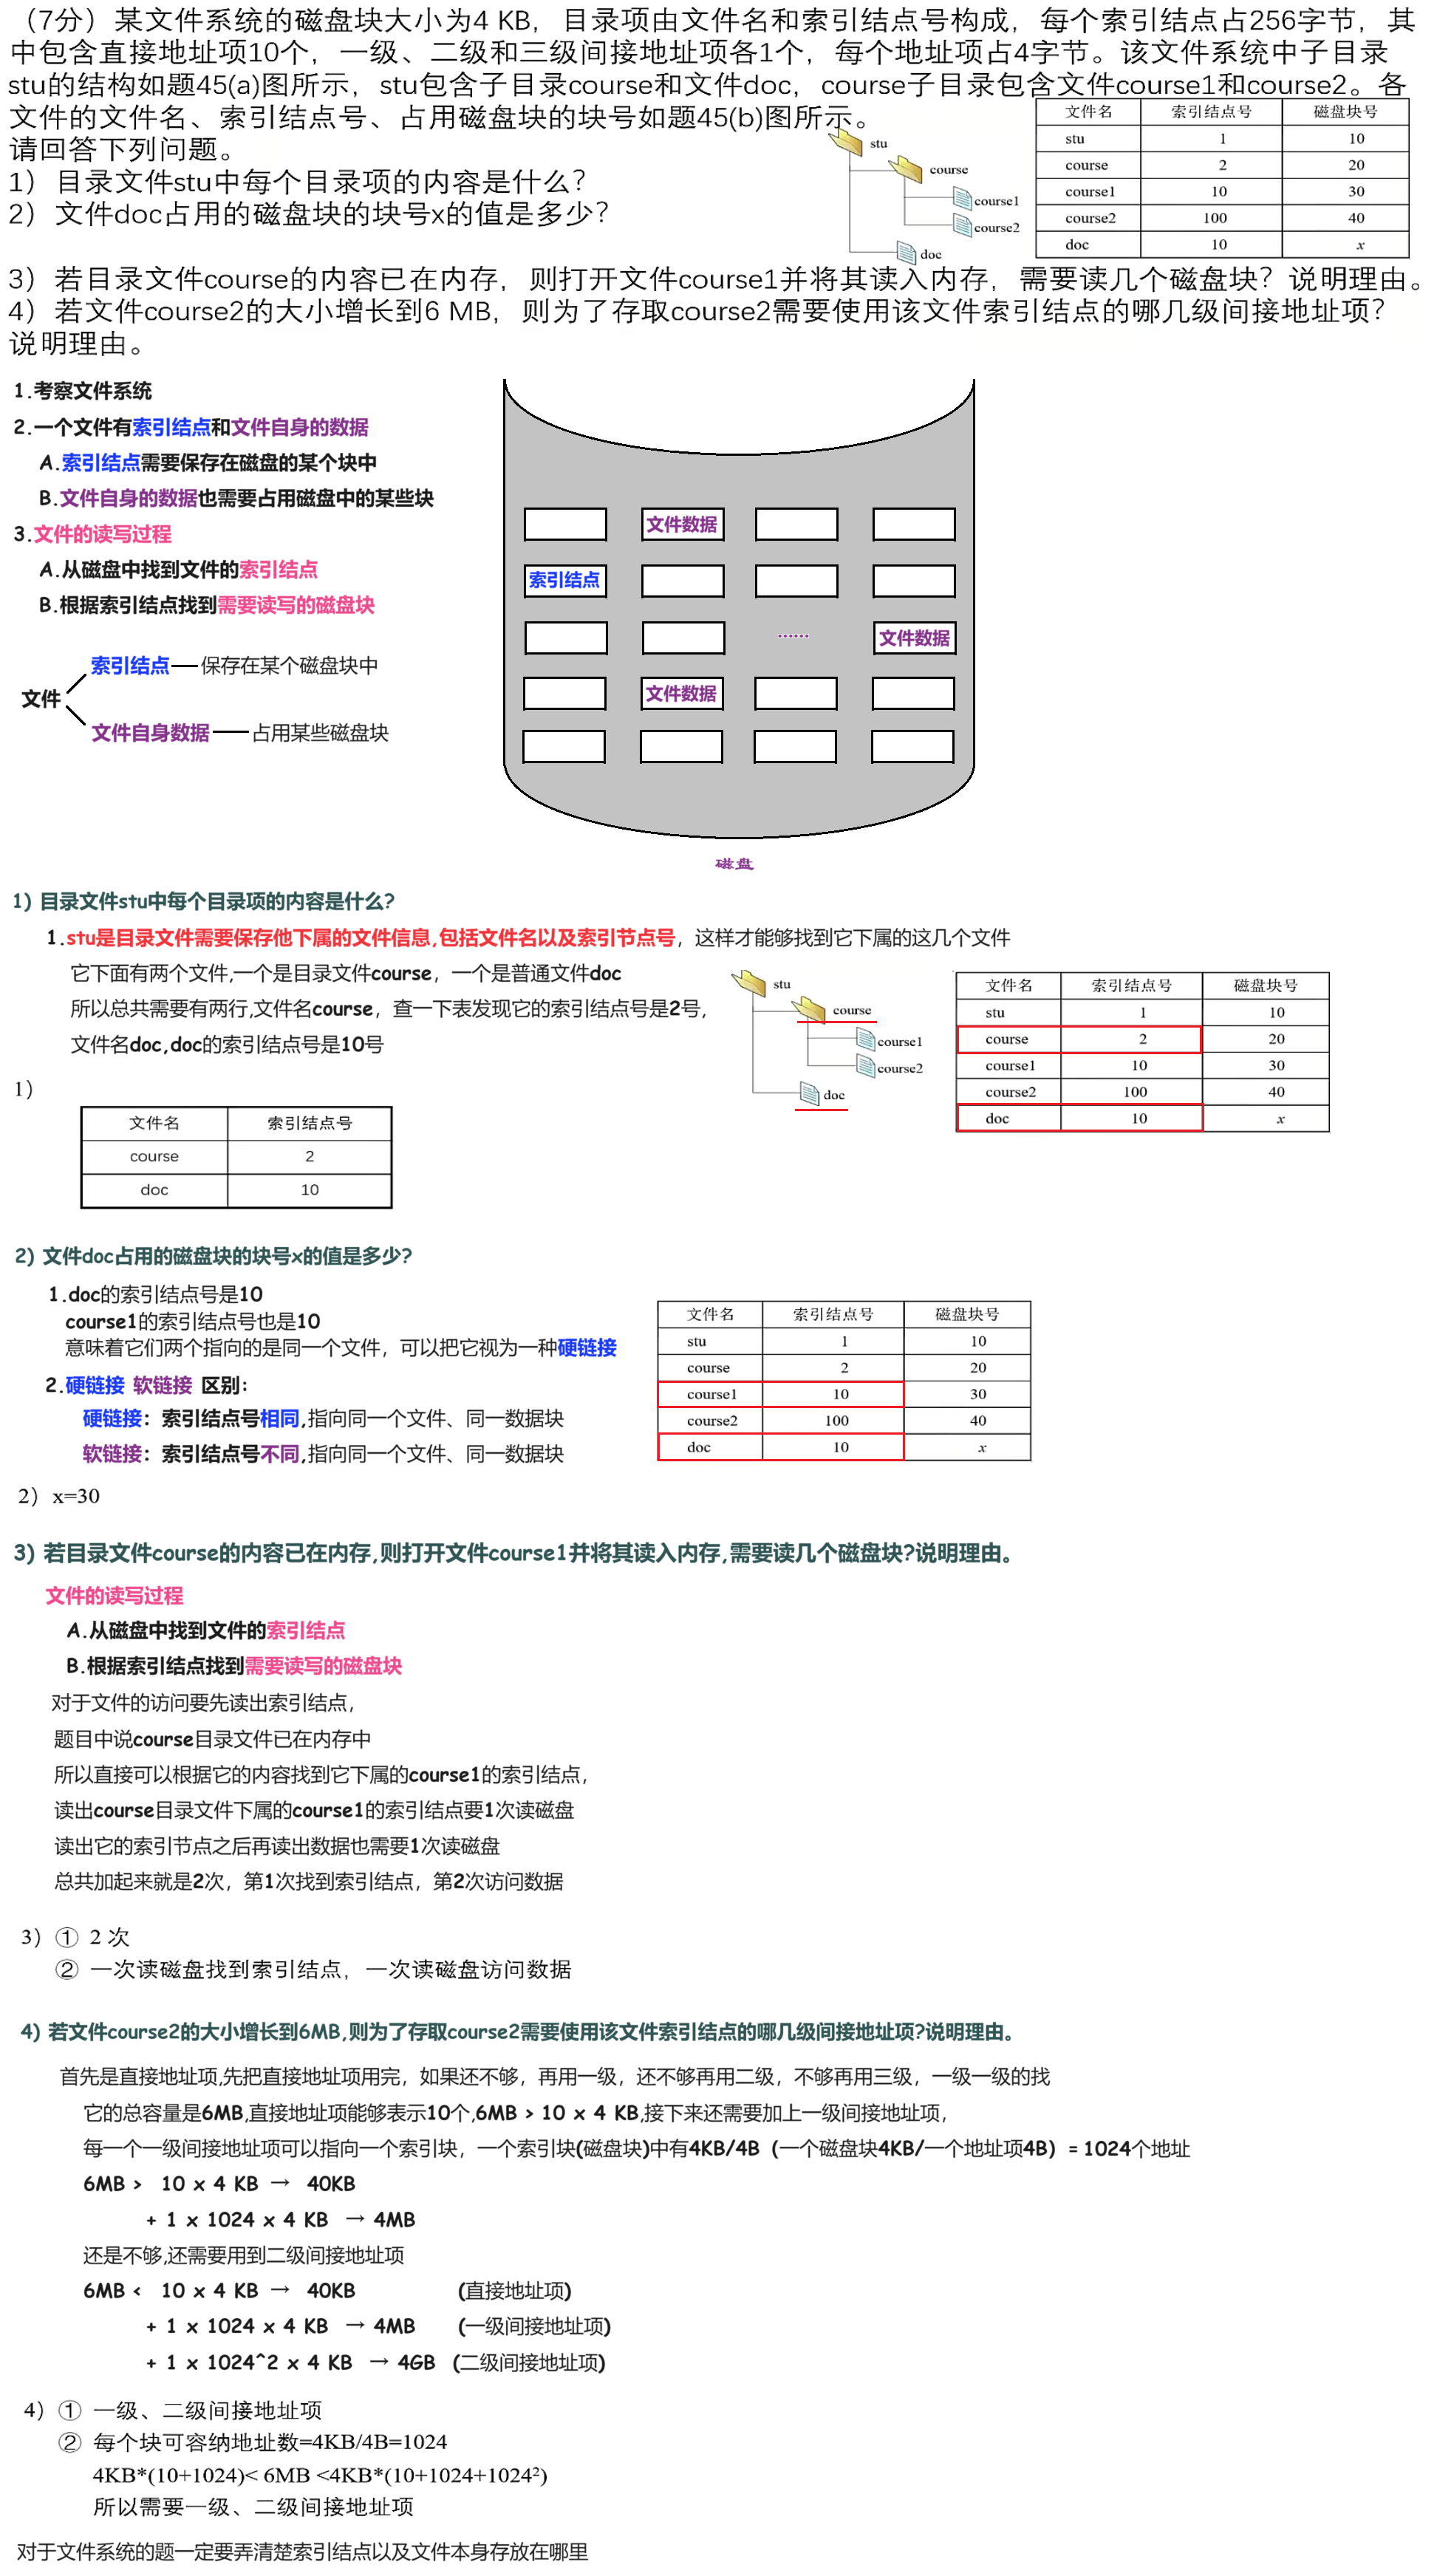 （7分）某文件系统的磁盘块大小为4 KB，目录项由文件名和索引结点号构成，每个索引结点占256字节，其
中包含直接地址项10个，一级、二级和三级间接地址项各1个，每个地址项占4字节。该文件系统中子目录
stu的结构如题45(a)图所示，stu包含子目录course和文件doc，course子目录包含文件course1和course2。各
文件的文件名、索引结点号、占用磁盘块的块号如题45(b)图所示。
请回答下列问题。
1）目录文件stu中每个目录项的内容是什么？
2）文件doc占用的磁盘块的块号x的值是多少？
stu
course
course1
course2
doc
文件名 索引结点号 磁盘块号
stu 1 10
course 2 20
course1 10 30
course2 100 40
doc 10 x
3）若目录文件course的内容已在内存，则打开文件course1并将其读入内存，需要读几个磁盘块？说明理由。
4）若文件course2的大小增长到6 MB，则为了存取course2需要使用该文件索引结点的哪几级间接地址项？
说明理由。
1.考察文件系统
2.一个文件有索引结点和文件自身的数据
A.索引结点需要保存在磁盘的某个块中
B.文件自身的数据也需要占用磁盘中的某些块
3.文件的读写过程
A.从磁盘中找到文件的索引结点
B.根据索引结点找到需要读写的磁盘块
文件
索引结点 保存在某个磁盘块中
文件自身数据 占用某些磁盘块
文件数据
索引结点
...... 文件数据
文件数据
磁盘
1) 目录文件stu中每个目录项的内容是什么?
1.stu是目录文件需要保存他下属的文件信息,包括文件名以及索引节点号，这样才能够找到它下属的这几个文件
它下面有两个文件,一个是目录文件course，一个是普通文件doc
所以总共需要有两行,文件名course，查一下表发现它的索引结点号是2号,
文件名doc,doc的索引结点号是10号
stu
course
course1
course2
doc
文件名 索引结点号 磁盘块号
stu 1 10
course 2 20
course1 10 30
course2 100 40
doc 10 x
1）
文件名 索引结点号
course 2
doc 10
2) 文件doc占用的磁盘块的块号x的值是多少?
1.doc的索引结点号是10
course1的索引结点号也是10
意味着它们两个指向的是同一个文件，可以把它视为一种硬链接
2.硬链接 软链接 区别：
硬链接：索引结点号相同,指向同一个文件、同一数据块
软链接：索引结点号不同,指向同一个文件、同一数据块
文件名 索引结点号 磁盘块号
stu 1 10
course 2 20
course1 10 30
course2 100 40
doc 10 x
2）x=30
3) 若目录文件course的内容已在内存,则打开文件course1并将其读入内存,需要读几个磁盘块?说明理由。
文件的读写过程
A.从磁盘中找到文件的索引结点
B.根据索引结点找到需要读写的磁盘块
对于文件的访问要先读出索引结点，
题目中说course目录文件已在内存中
所以直接可以根据它的内容找到它下属的course1的索引结点，
读出course目录文件下属的course1的索引结点要1次读磁盘
读出它的索引节点之后再读出数据也需要1次读磁盘
总共加起来就是2次，第1次找到索引结点，第2次访问数据
3）① 2 次
② 一次读磁盘找到索引结点，一次读磁盘访问数据
4) 若文件course2的大小增长到6MB,则为了存取course2需要使用该文件索引结点的哪几级间接地址项?说明理由。
首先是直接地址项,先把直接地址项用完，如果还不够，再用一级，还不够再用二级，不够再用三级，一级一级的找
它的总容量是6MB,直接地址项能够表示10个,6MB > 10 x 4 KB,接下来还需要加上一级间接地址项，
每一个一级间接地址项可以指向一个索引块，一个索引块(磁盘块)中有4KB/4B（一个磁盘块4KB/一个地址项4B）= 1024个地址
6MB > 10 x 4 KB → 40KB
+ 1 x 1024 x 4 KB → 4MB
还是不够,还需要用到二级间接地址项
6MB < 10 x 4 KB → 40KB (直接地址项)
+ 1 x 1024 x 4 KB → 4MB (一级间接地址项)
+ 1 x 1024^2 x 4 KB → 4GB (二级间接地址项)
4）① 一级、二级间接地址项
② 每个块可容纳地址数=4KB/4B=1024
4KB*(10+1024)< 6MB <4KB*(10+1024+1024²)
所以需要一级、二级间接地址项
对于文件系统的题一定要弄清楚索引结点以及文件本身存放在哪里